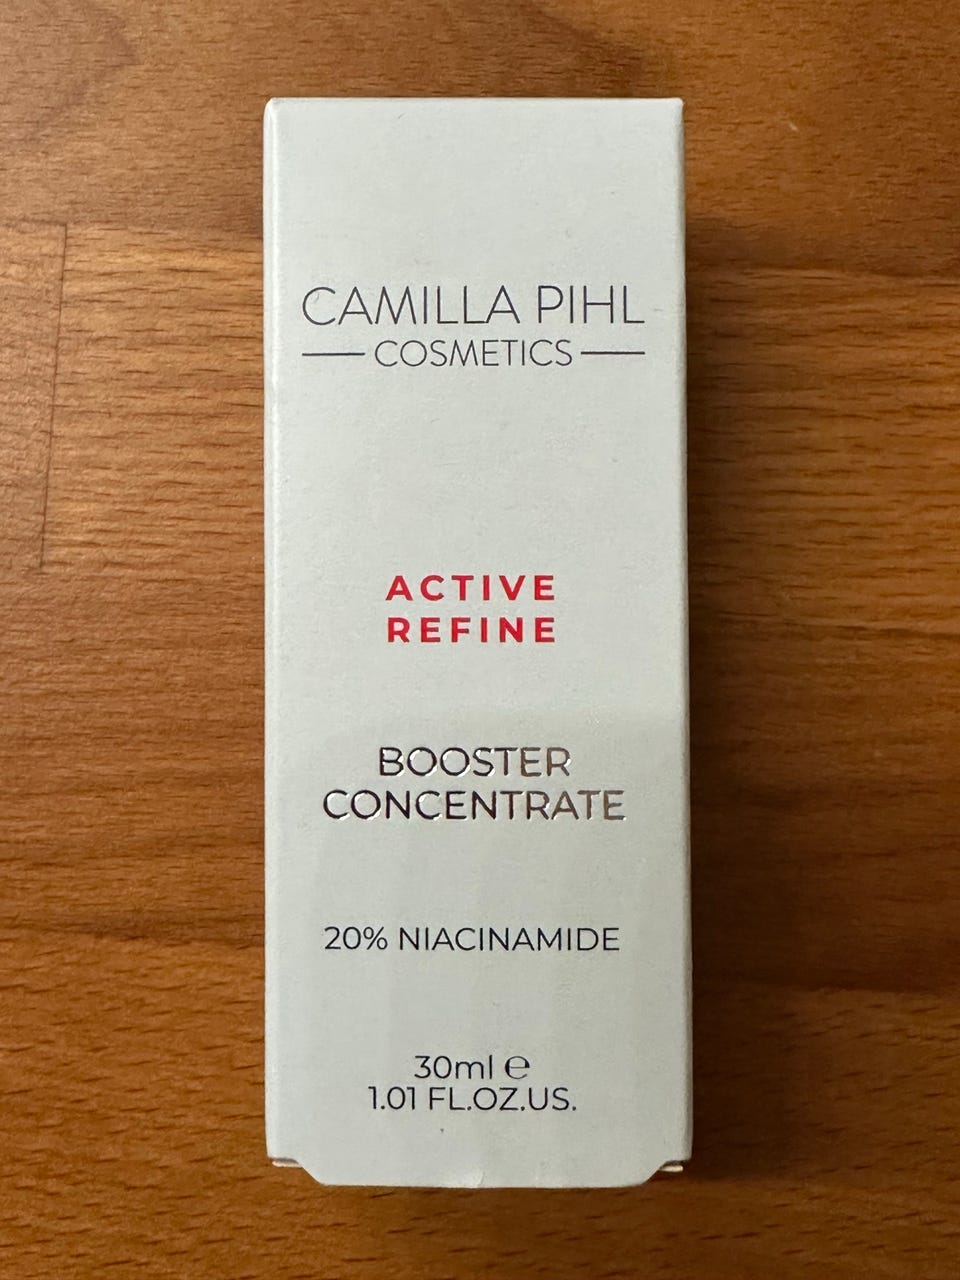 CAMILLA PIHL
COSMETICS
ACTIVE
REFINE
BOOSTER
CONCENTRATE
20% NIACINAMIDE
30ml ℮
1.01 FL.OZ.US.